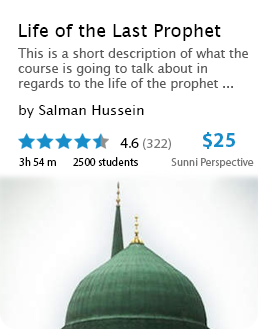 Life of the Last Prophet
This is a short description of what the
course is going to talk about in
regards to the life of the prophet ...
by Salman Hussein
4.6 (322) $25
3h 54 m 2500 students Sunni Perspective